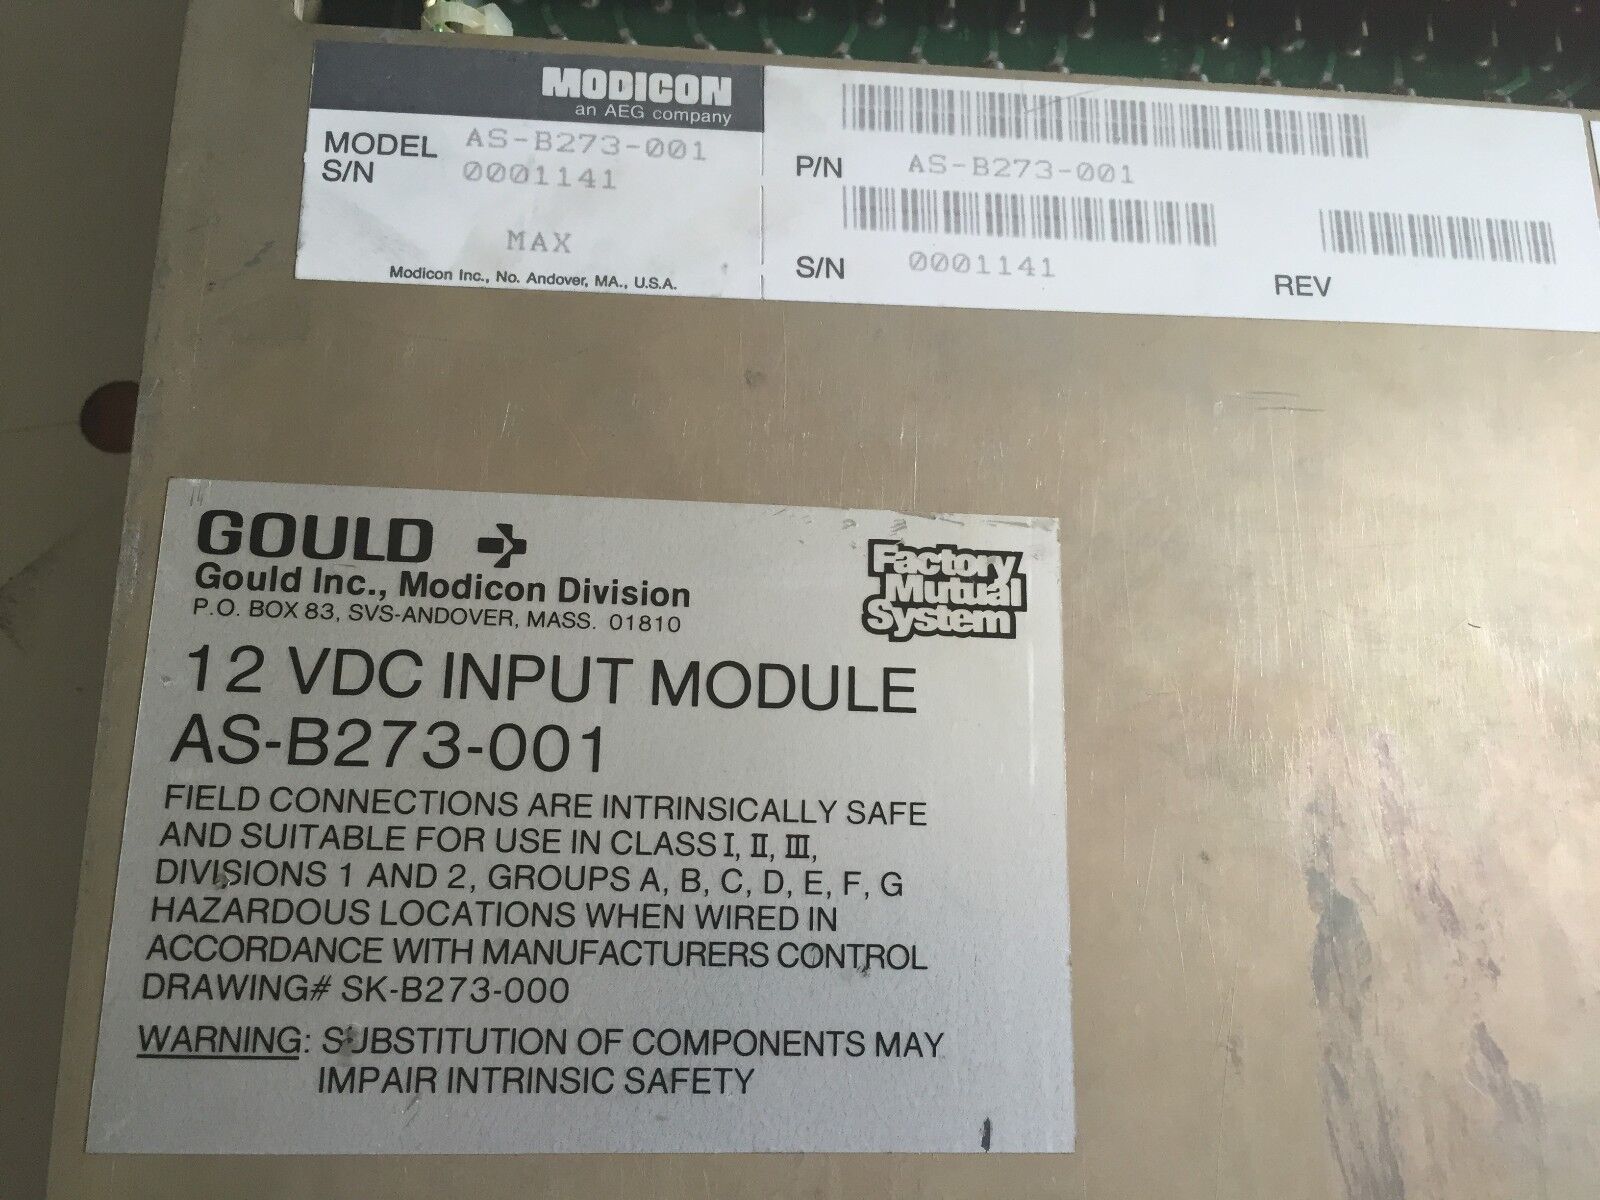 MODICON
an AEG company
MODEL AS-B273-001
S/N 0001141
MAX
Modicon Inc., No. Andover, MA., U.S.A.
P/N AS-B273-001
S/N 0001141
REV
GOULD
Gould Inc., Modicon Division
P.O. BOX 83, SVS-ANDOVER, MASS. 01810
Factory
Mutual
System
12 VDC INPUT MODULE
AS-B273-001
FIELD CONNECTIONS ARE INTRINSICALLY SAFE
AND SUITABLE FOR USE IN CLASS I, II, III,
DIVISIONS 1 AND 2, GROUPS A, B, C, D, E, F, G
HAZARDOUS LOCATIONS WHEN WIRED IN
ACCORDANCE WITH MANUFACTURERS CONTROL
DRAWING# SK-B273-000
WARNING: SUBSTITUTION OF COMPONENTS MAY
IMPAIR INTRINSIC SAFETY